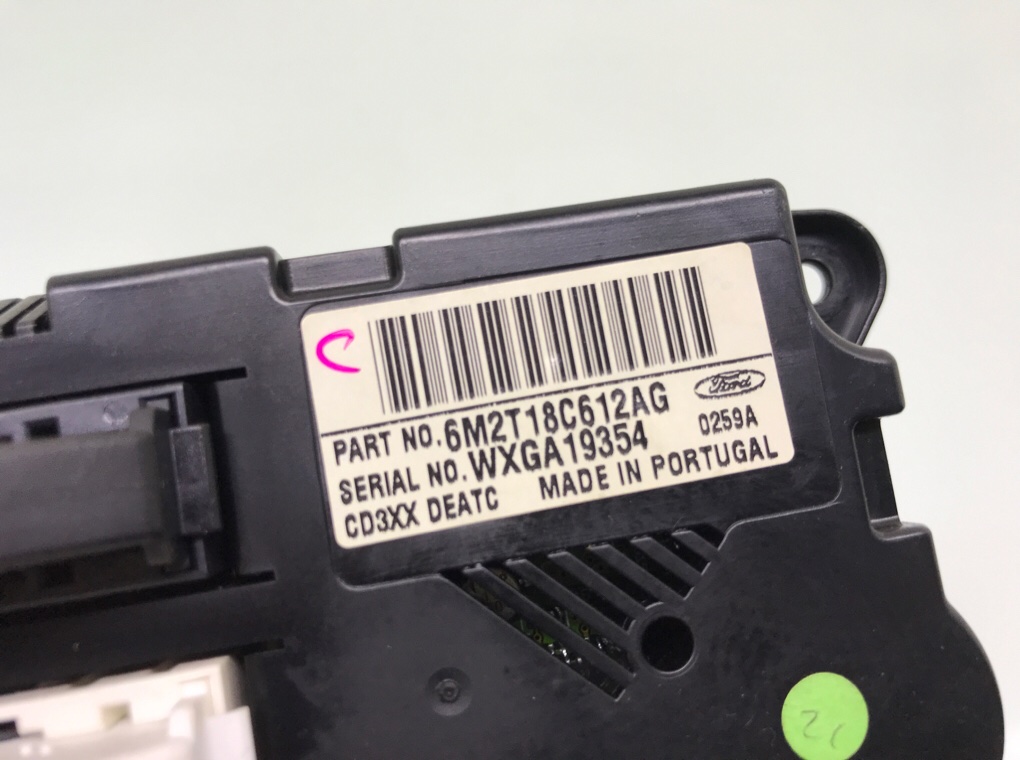 C
PART NO. 6M2T18C612AG
Ford
SERIAL NO. WXGA19354
0259A
CD3XX DEATC MADE IN PORTUGAL